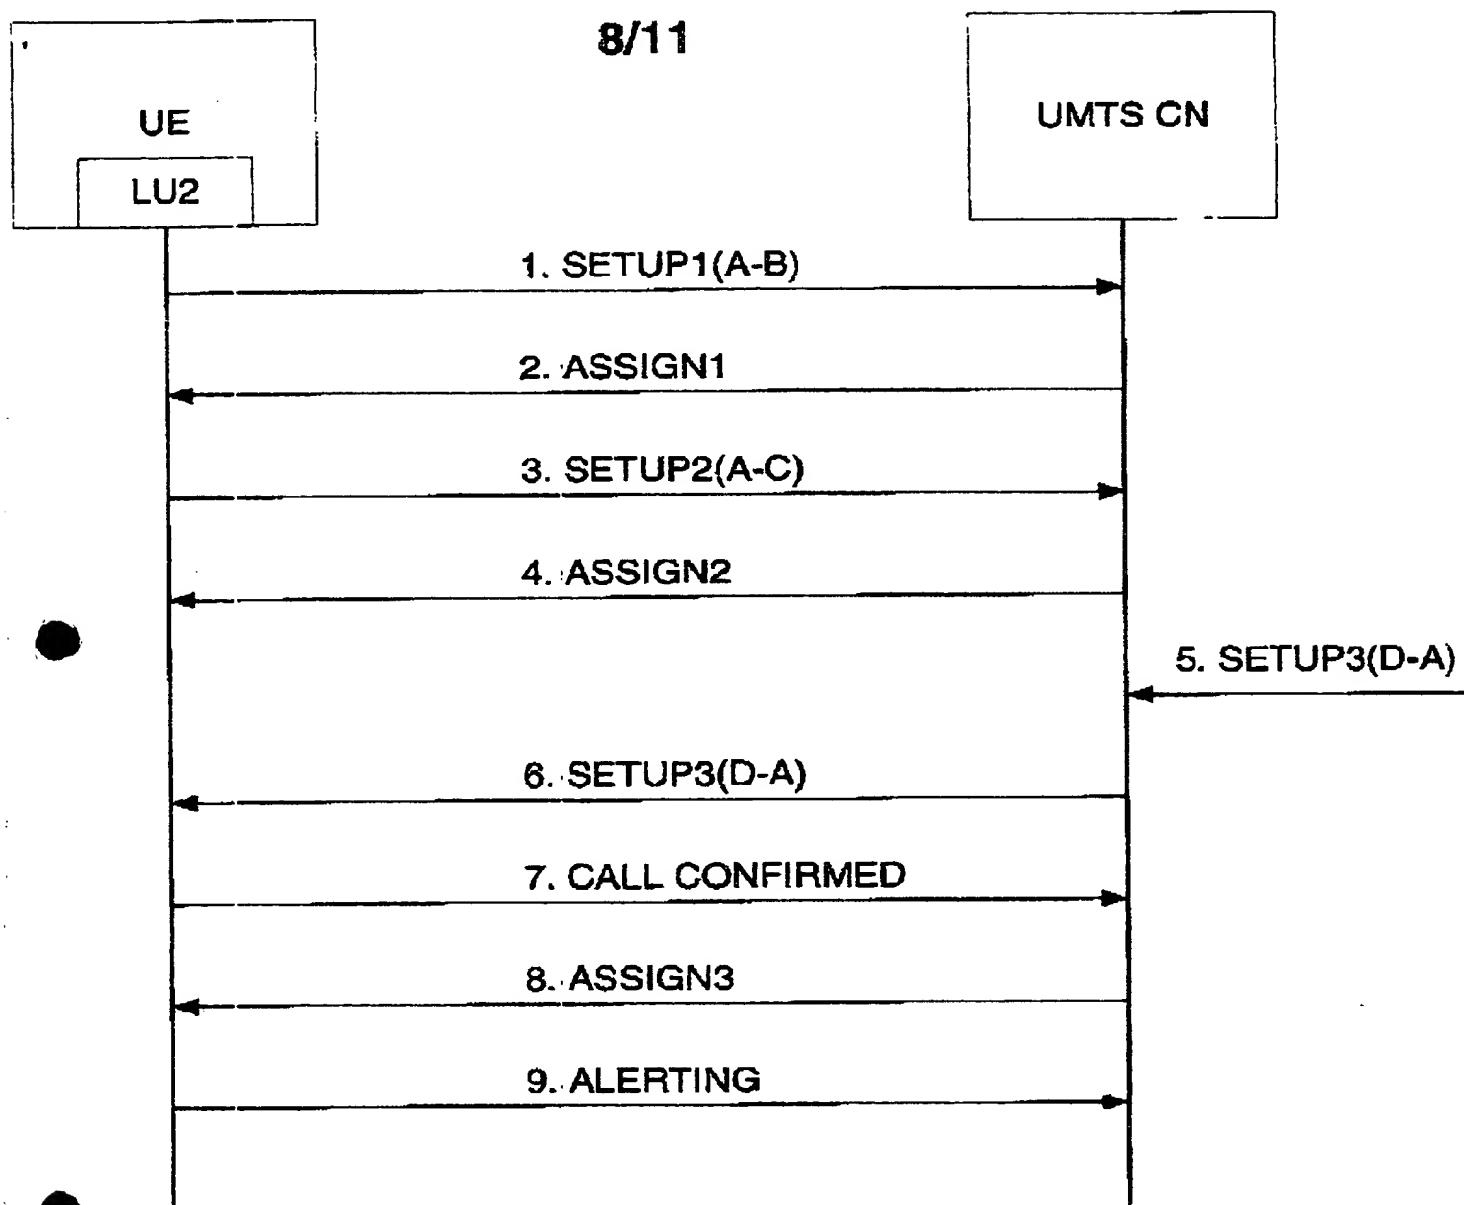 8/11
UE
LU2
UMTS CN
1. SETUP1(A-B)
2. ASSIGN1
3. SETUP2(A-C)
4. ASSIGN2
5. SETUP3(D-A)
6. SETUP3(D-A)
7. CALL CONFIRMED
8. ASSIGN3
9. ALERTING